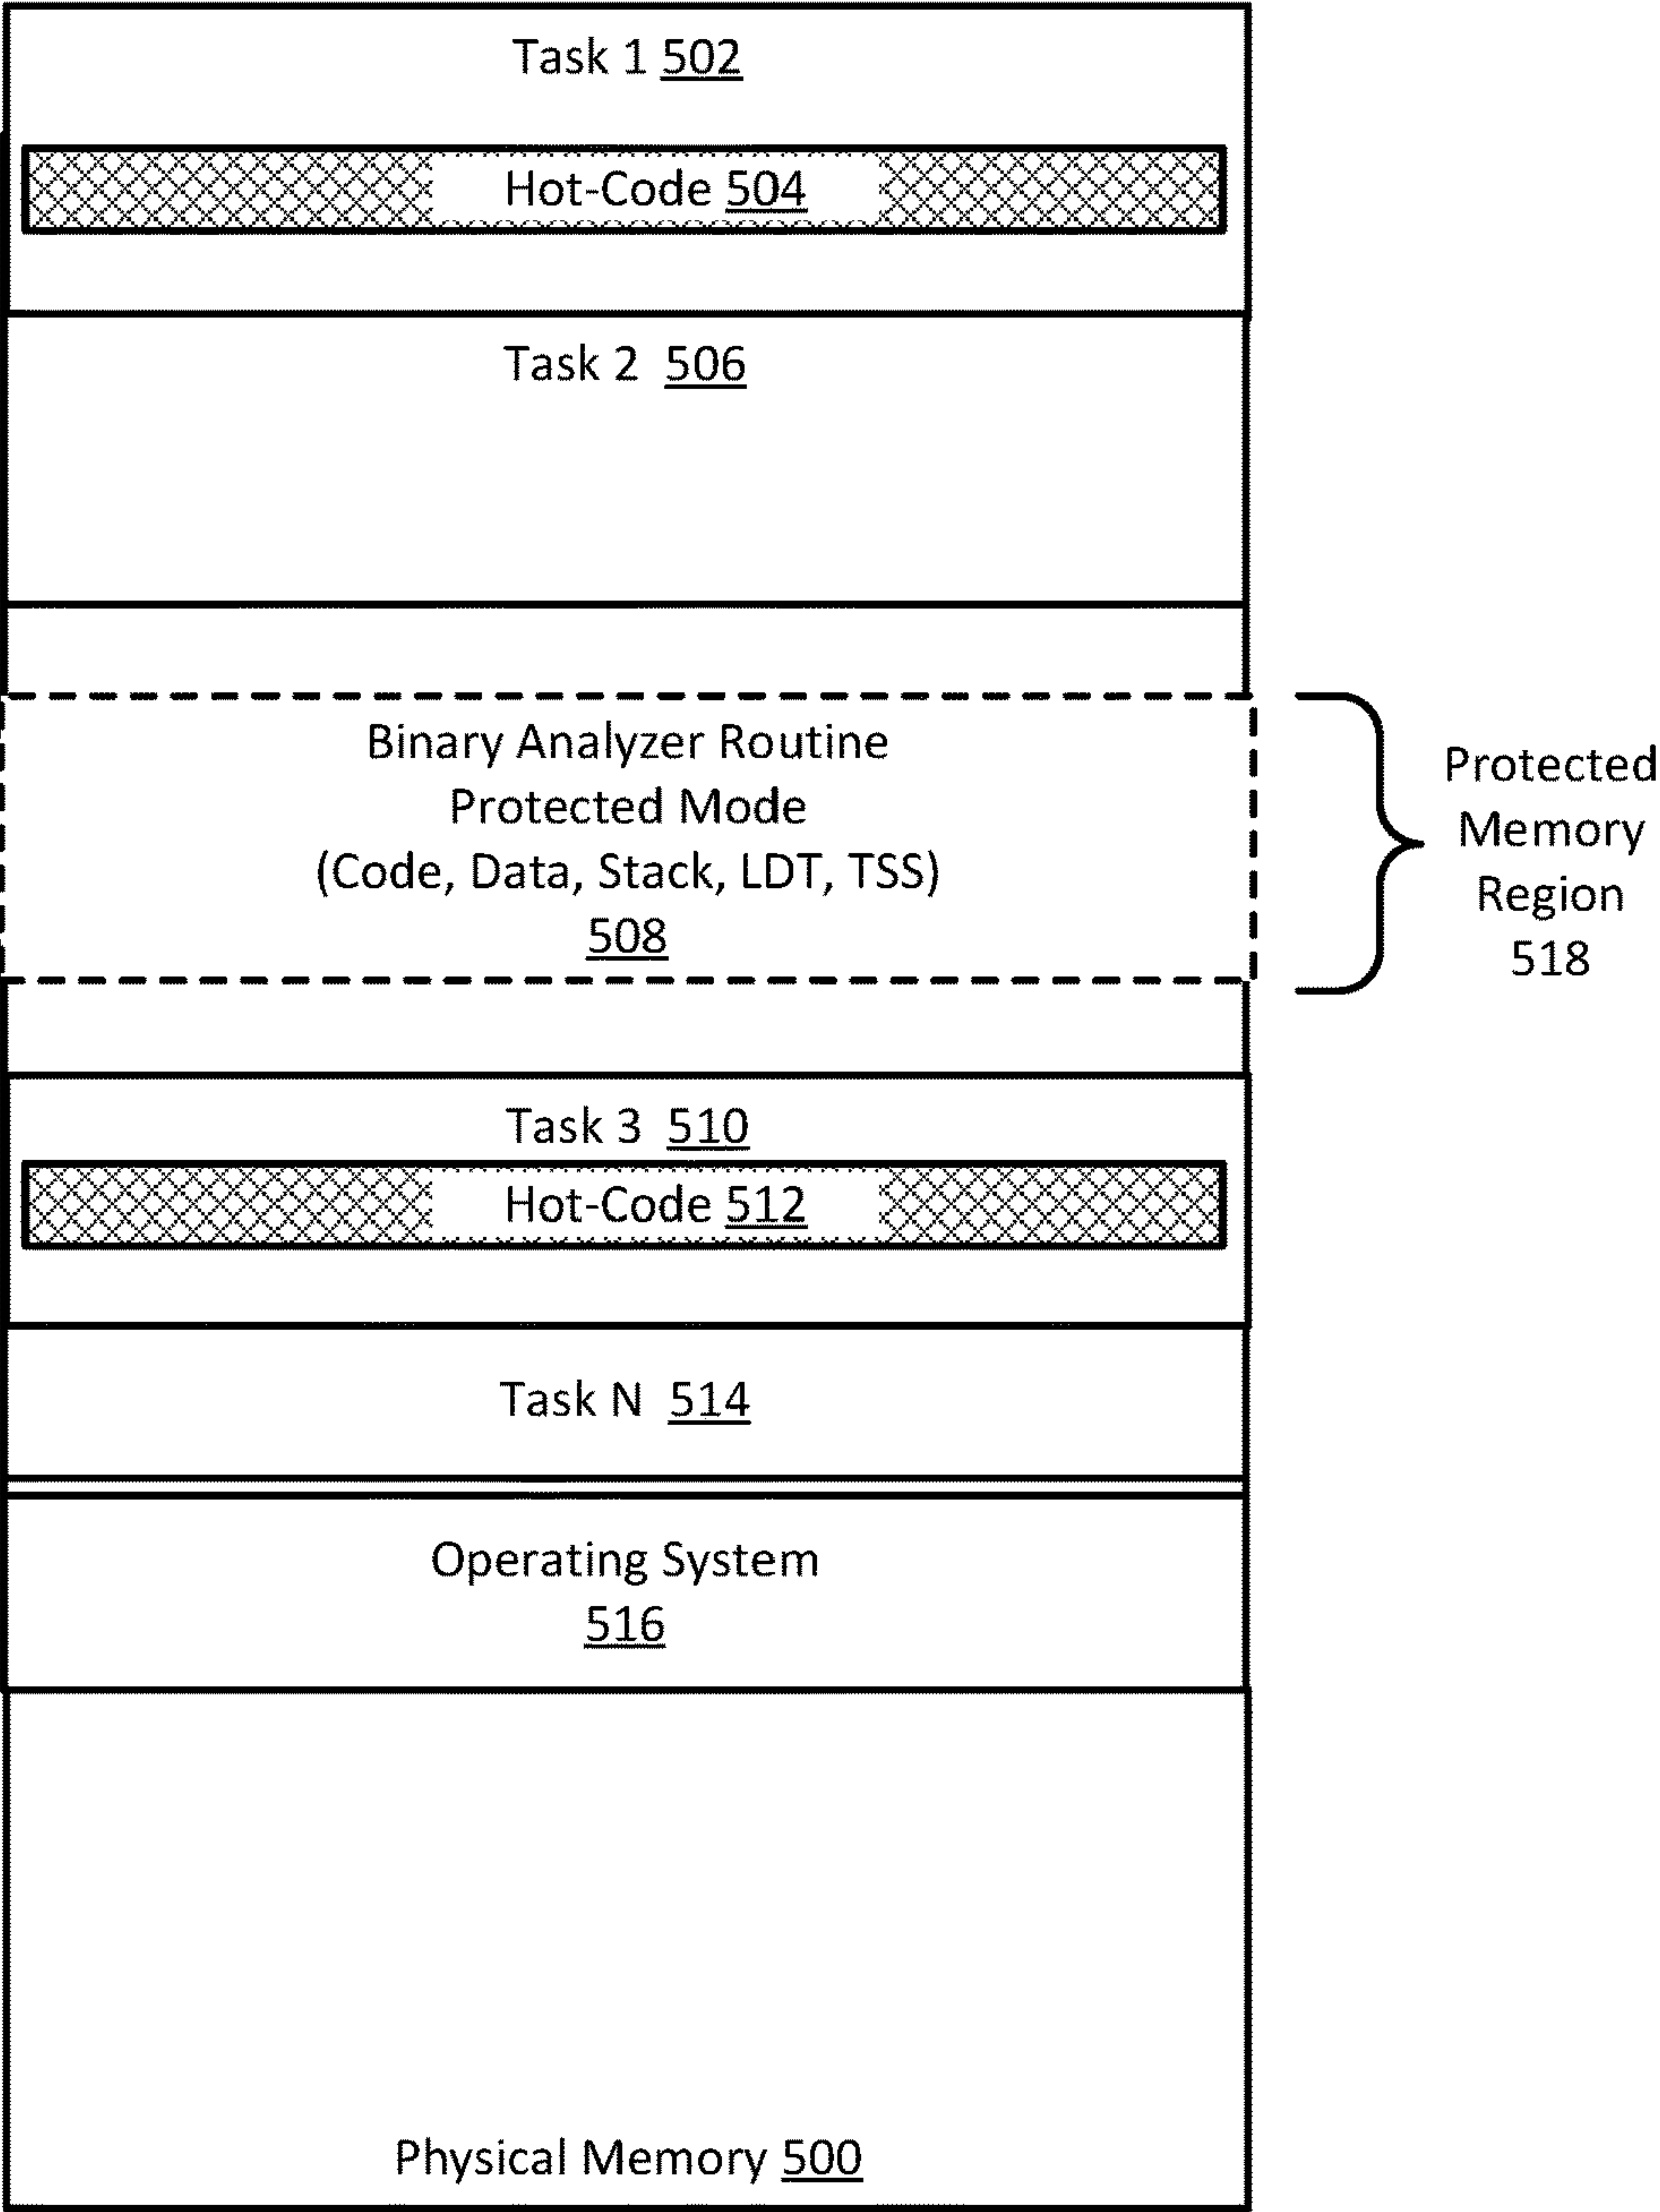 Task 1 502
Hot-Code 504
Task 2 506
Binary Analyzer Routine
Protected Mode
(Code, Data, Stack, LDT, TSS)
508
Protected
Memory
Region
518
Task 3 510
Hot-Code 512
Task N 514
Operating System
516
Physical Memory 500